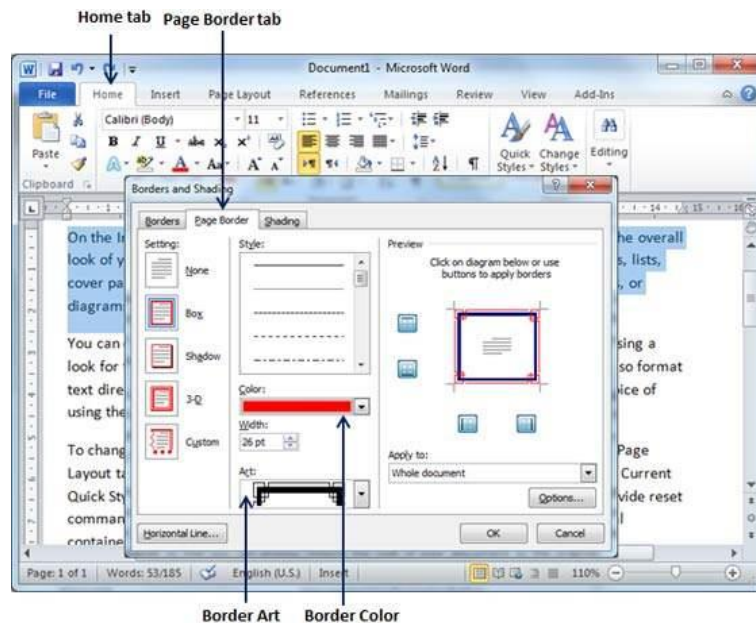 Home tab Page Border tab
Document1 - Microsoft Word
File Home Insert Page Layout References Mailings Review View Add-Ins
Calibri (Body) 11
Paste
B I U abc x₂ x² Quick Styles Change Styles Editing
Aa A A
Clipboard
Borders and Shading
Borders Page Border Shading
On the I
look of y
cover pa
diagram
You can
look for
text dire
using the
To chang
Layout ta
Quick Sty
comman
containe
Setting:
None
Box
Shadow
3-D
Custom
Style:
Color:
Width:
26 pt
Art:
Preview
Click on diagram below or use
buttons to apply borders
Apply to:
Whole document
Options...
Horizontal Line... OK Cancel
he overall
s, lists,
s, or
sing a
so format
ice of
Page
Current
vide reset
Page: 1 of 1 Words: 53/185 English (U.S.) Insert 110%
Border Art Border Color